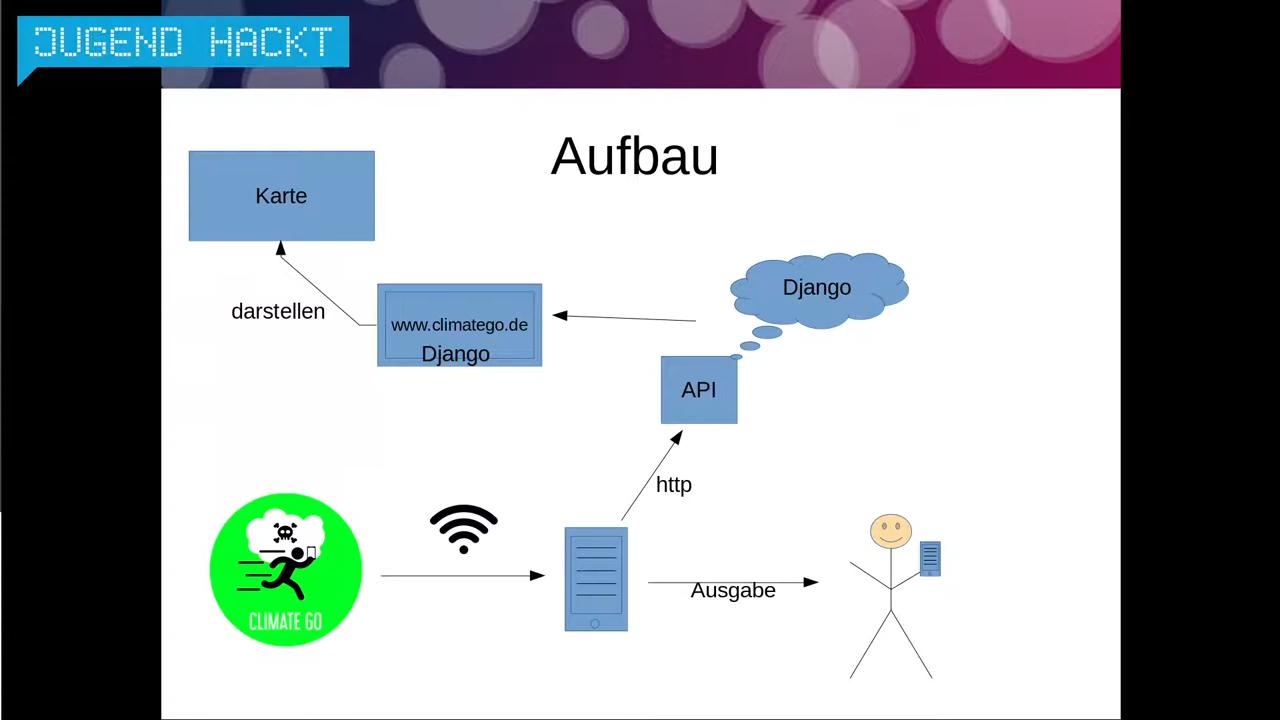 JUGEND HACKT
Aufbau
Karte
Django
darstellen
www.climatego.de
Django
API
http
Ausgabe
CLIMATE GO